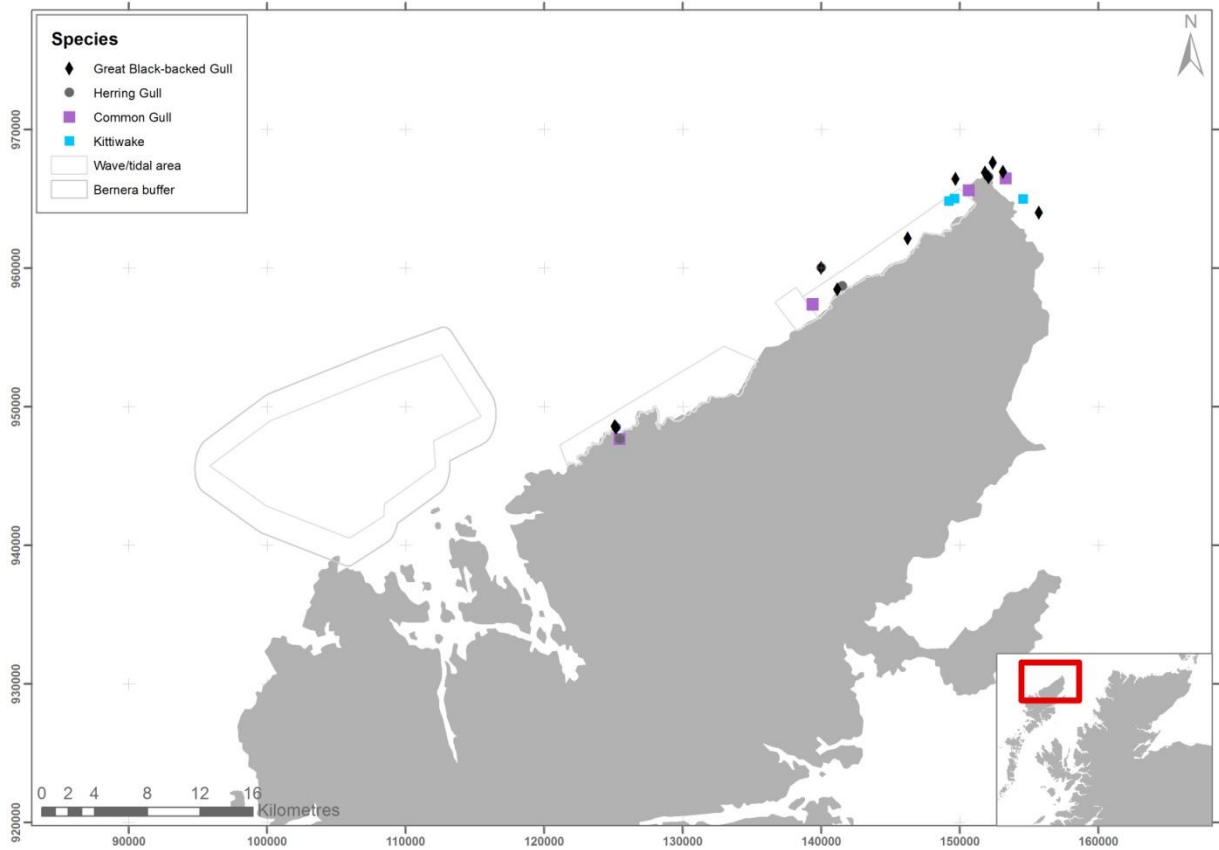 Species
Great Black-backed Gull
Herring Gull
Common Gull
Kittiwake
Wave/tidal area
Bernera buffer
N
970000
960000
950000
940000
930000
920000
0 2 4 8 12 16
Kilometres
90000 100000 110000 120000 130000 140000 150000 160000